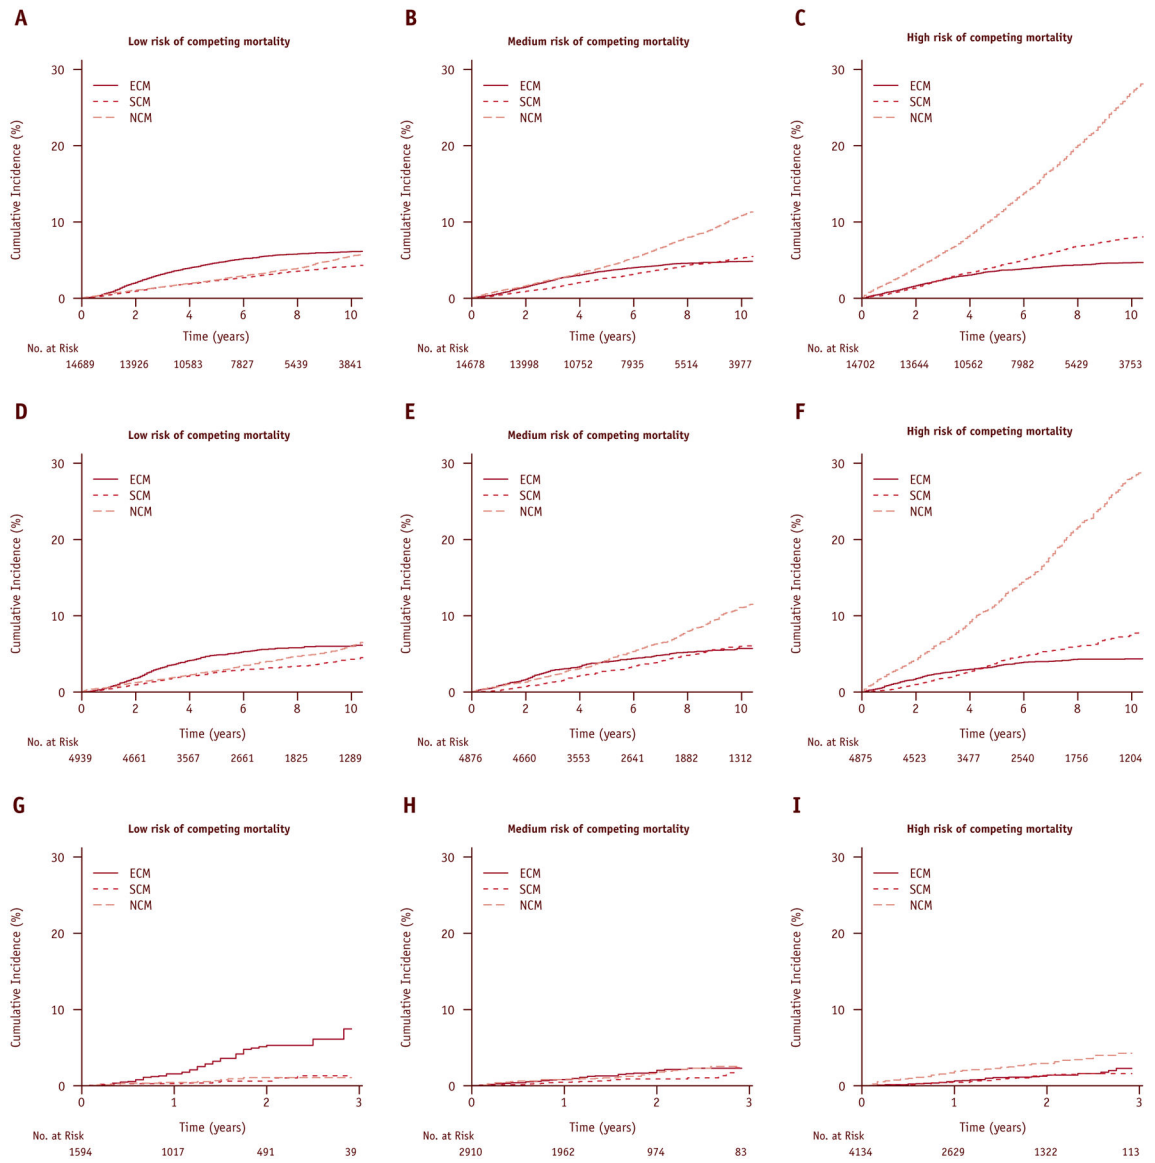 A
Low risk of competing mortality
30
20
10
0
Cumulative Incidence (%)
ECM
SCM
NCM
0 2 4 6 8 10
Time (years)
No. at Risk
14689 13926 10583 7827 5439 3841
B
Medium risk of competing mortality
30
20
10
0
Cumulative Incidence (%)
ECM
SCM
NCM
0 2 4 6 8 10
Time (years)
No. at Risk
14678 13998 10752 7935 5514 3977
C
High risk of competing mortality
30
20
10
0
Cumulative Incidence (%)
ECM
SCM
NCM
0 2 4 6 8 10
Time (years)
No. at Risk
14702 13644 10562 7982 5429 3753
D
Low risk of competing mortality
30
20
10
0
Cumulative Incidence (%)
ECM
SCM
NCM
0 2 4 6 8 10
Time (years)
No. at Risk
4939 4661 3567 2661 1825 1289
E
Medium risk of competing mortality
30
20
10
0
Cumulative Incidence (%)
ECM
SCM
NCM
0 2 4 6 8 10
Time (years)
No. at Risk
4876 4660 3553 2641 1882 1312
F
High risk of competing mortality
30
20
10
0
Cumulative Incidence (%)
ECM
SCM
NCM
0 2 4 6 8 10
Time (years)
No. at Risk
4875 4523 3477 2540 1756 1204
G
Low risk of competing mortality
30
20
10
0
Cumulative Incidence (%)
ECM
SCM
NCM
0 1 2 3
Time (years)
No. at Risk
1594 1017 491 39
H
Medium risk of competing mortality
30
20
10
0
Cumulative Incidence (%)
ECM
SCM
NCM
0 1 2 3
Time (years)
No. at Risk
2910 1962 974 83
I
High risk of competing mortality
30
20
10
0
Cumulative Incidence (%)
ECM
SCM
NCM
0 1 2 3
Time (years)
No. at Risk
4134 2629 1322 113